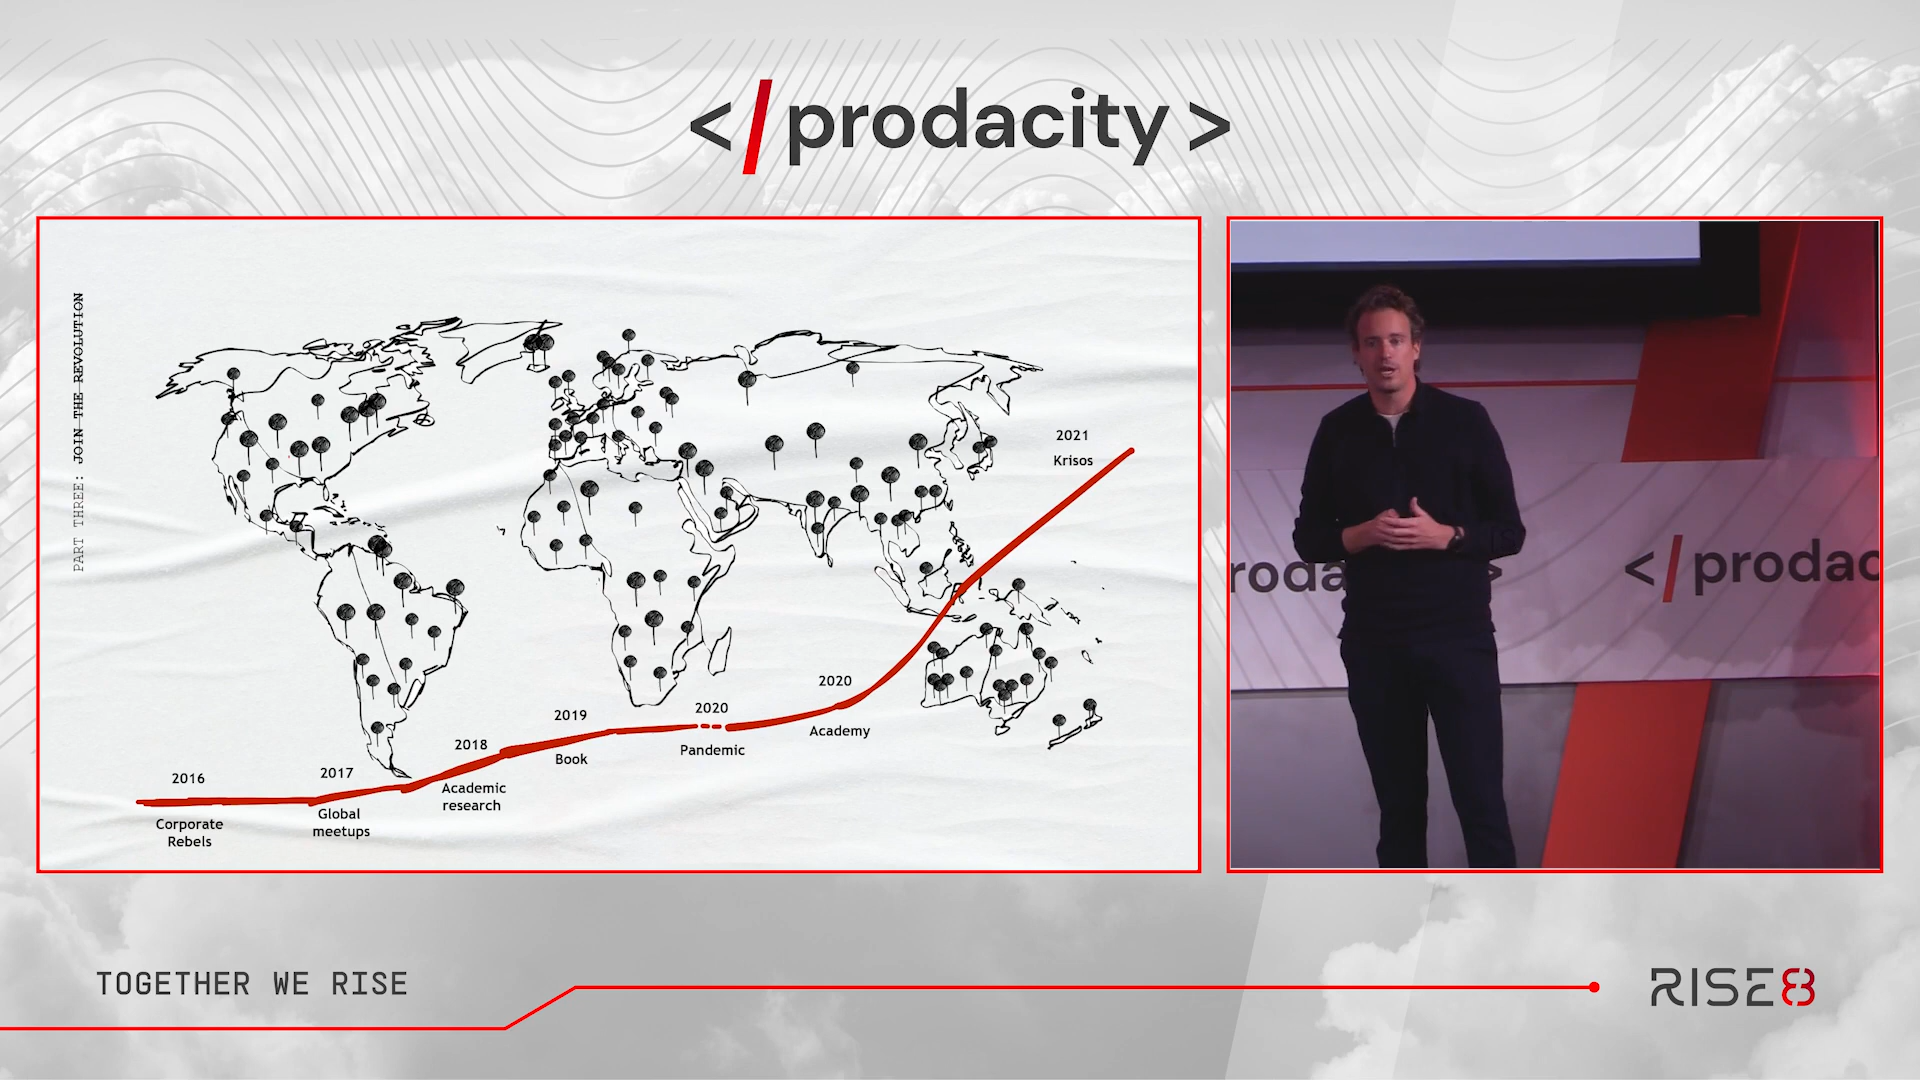 </prodacity>
PART THREE: JOIN THE REVOLUTION
2021
Krisos
2020
Academy
2020
Pandemic
2019
Book
2018
Academic
research
2017
Global
meetups
2016
Corporate
Rebels
roda >
</prodac
TOGETHER WE RISE
RISE8